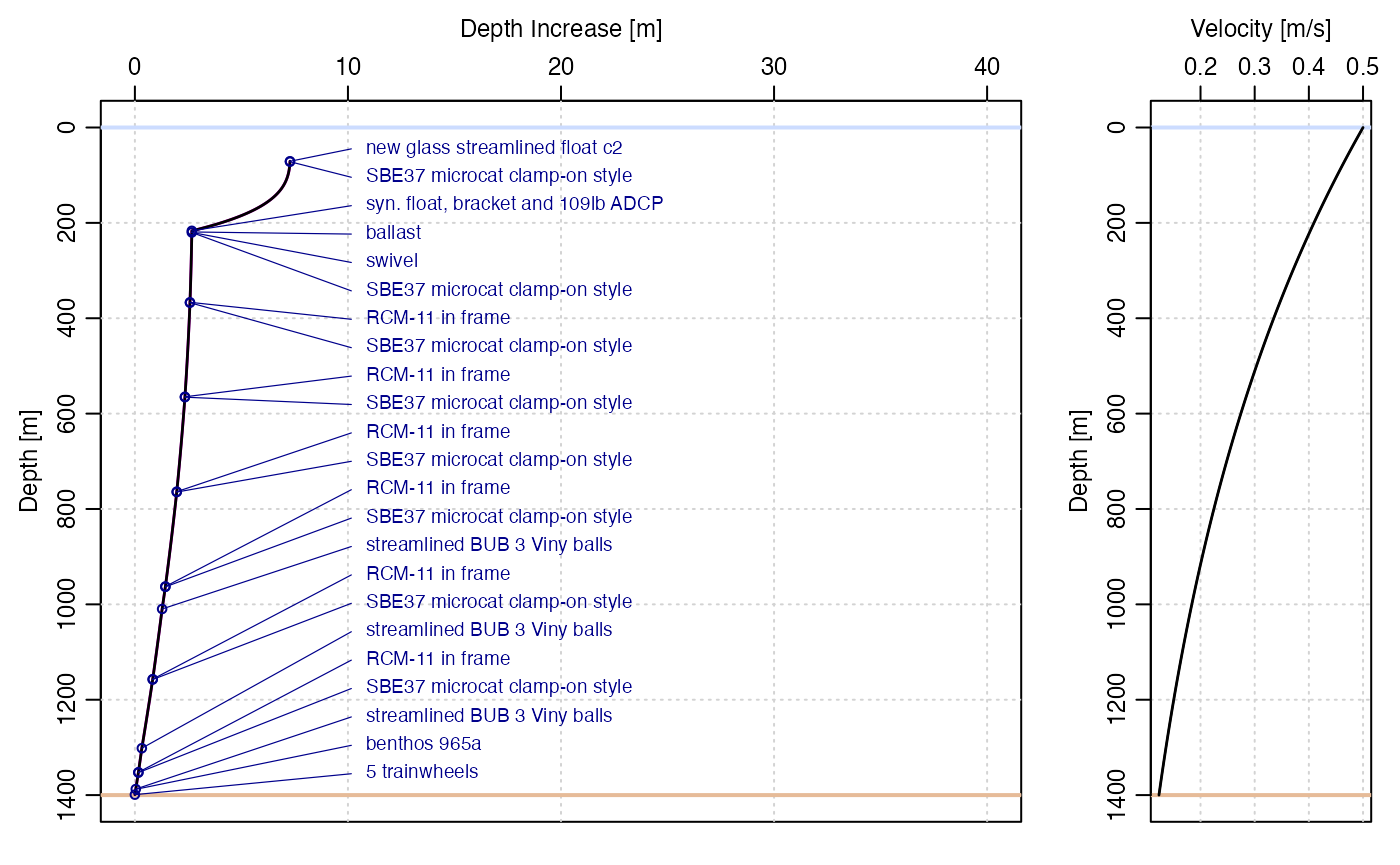 Depth Increase [m]
0 10 20 30 40
Depth [m]
0
200
400
600
800
1000
1200
1400
new glass streamlined float c2
SBE37 microcat clamp-on style
syn. float, bracket and 109lb ADCP
ballast
swivel
SBE37 microcat clamp-on style
RCM-11 in frame
SBE37 microcat clamp-on style
RCM-11 in frame
SBE37 microcat clamp-on style
RCM-11 in frame
SBE37 microcat clamp-on style
RCM-11 in frame
SBE37 microcat clamp-on style
streamlined BUB 3 Viny balls
RCM-11 in frame
SBE37 microcat clamp-on style
streamlined BUB 3 Viny balls
RCM-11 in frame
SBE37 microcat clamp-on style
streamlined BUB 3 Viny balls
benthos 965a
5 trainwheels
Velocity [m/s]
0.2 0.3 0.4 0.5
Depth [m]
0
200
400
600
800
1000
1200
1400